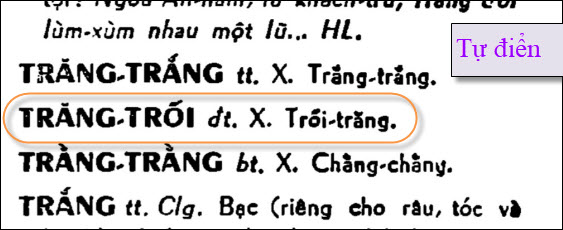 lùm-xùm nhau một lũ... HL.
Tự điển
TRĂNG-TRẮNG tt. X. Trắng-trắng.
TRĂNG-TRỐI đt. X. Trối-trăng.
TRẰNG-TRẰNG bt. X. Chằng-chằng.
TRẮNG tt. Clg. Bạc (riêng cho râu, tóc và